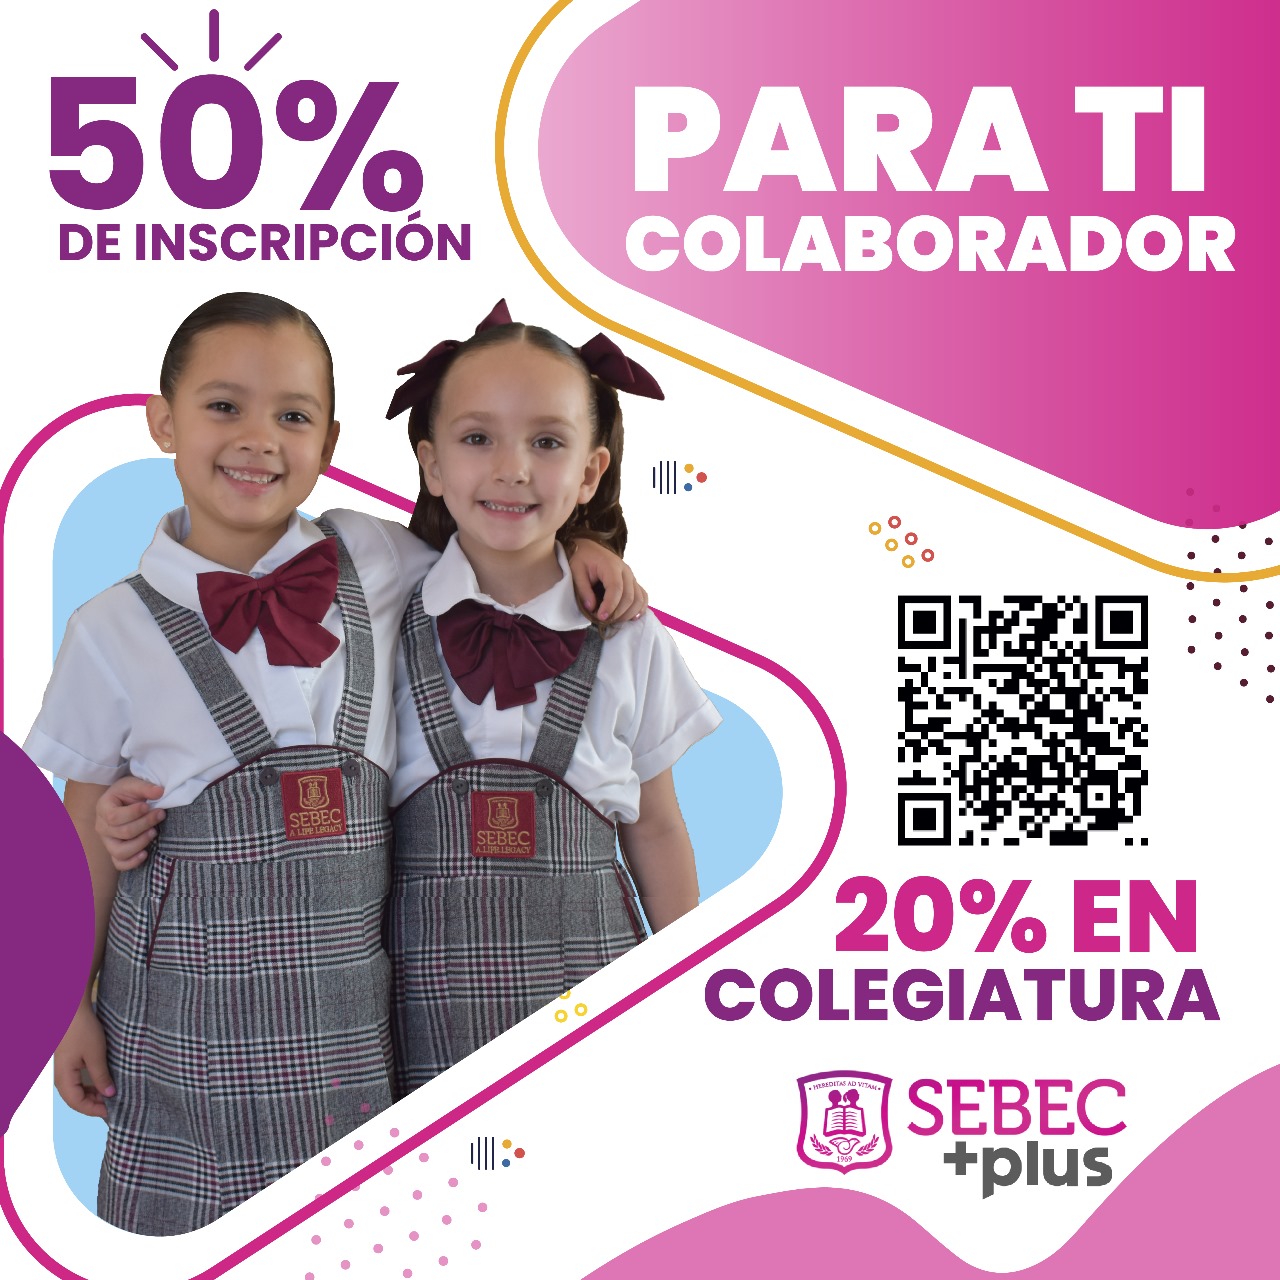 50%
DE INSCRIPCIÓN
PARA TI
COLABORADOR
SEBEC
A LIFE LEGACY
SEBEC
A LIFE LEGACY
20% EN
COLEGIATURA
HEREDITAS AD VITAM
1969
SEBEC
+plus